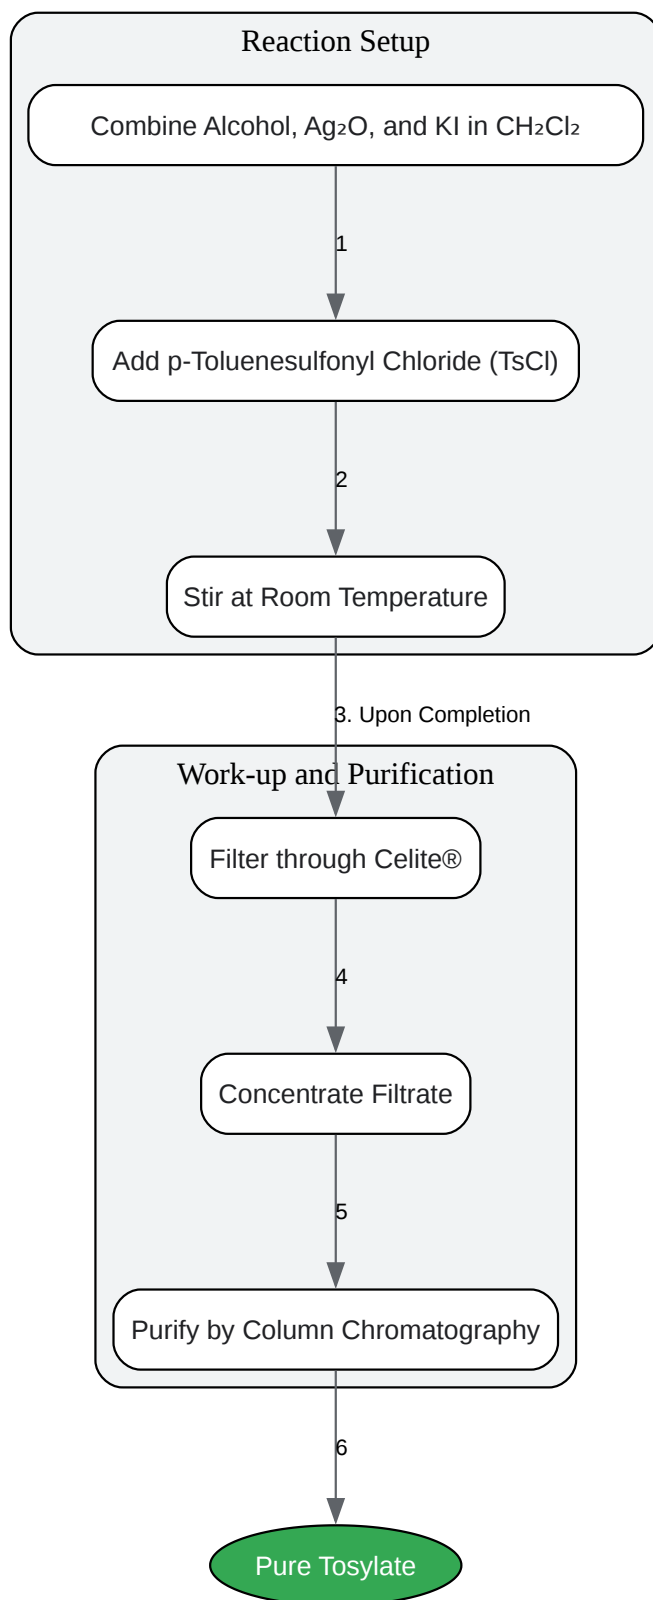 Reaction Setup
Combine Alcohol, Ag₂O, and KI in CH₂Cl₂
1
Add p-Toluenesulfonyl Chloride (TsCl)
2
Stir at Room Temperature
3. Upon Completion
Work-up and Purification
Filter through Celite®
4
Concentrate Filtrate
5
Purify by Column Chromatography
6
Pure Tosylate